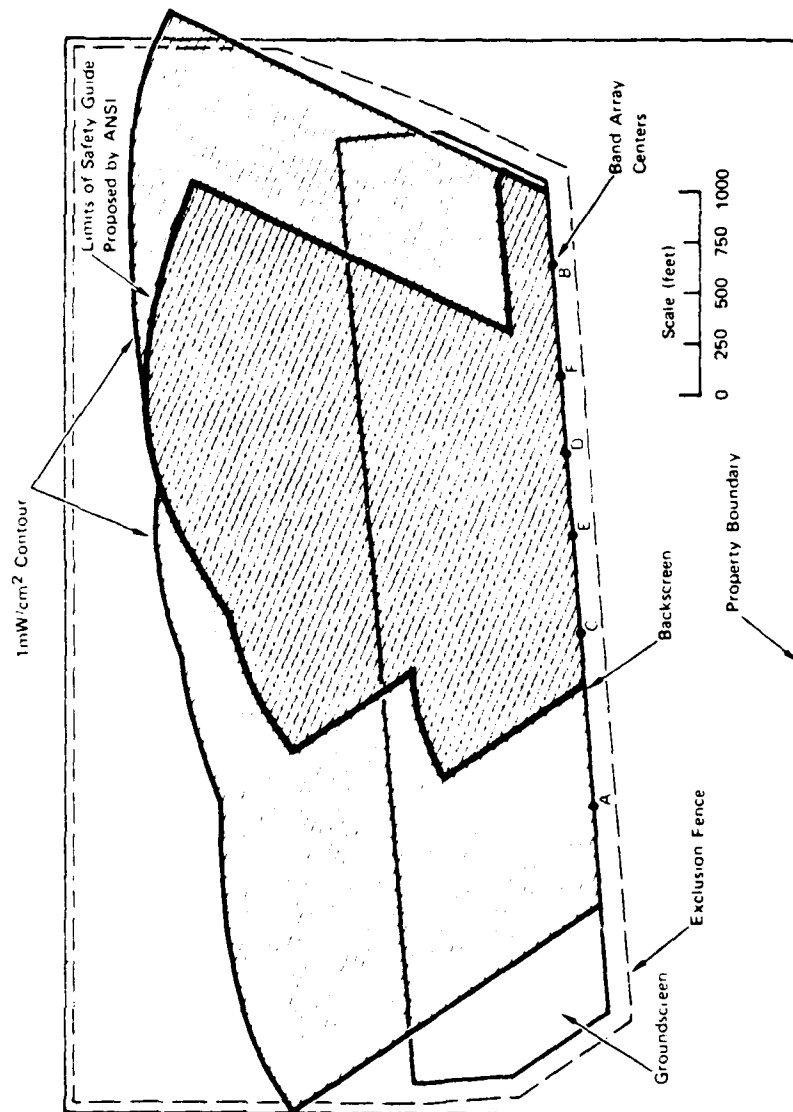 1mW/cm² Contour
Limits of Safety Guide
Proposed by ANSI
Band Array
Centers
B
F
D
E
C
A
Scale (feet)
0 250 500 750 1000
Backscreen
Property Boundary
Exclusion Fence
Groundscreen